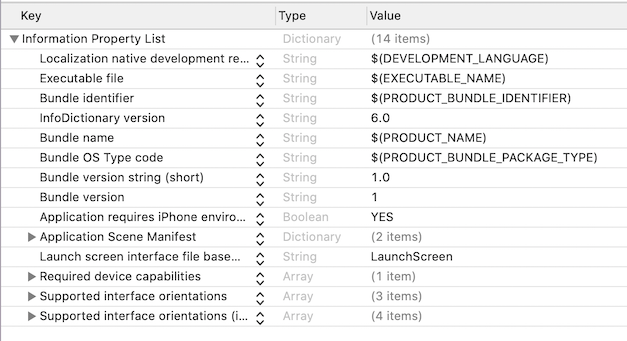 Key Type Value
Information Property List Dictionary (14 items)
Localization native development re... String $(DEVELOPMENT_LANGUAGE)
Executable file String $(EXECUTABLE_NAME)
Bundle identifier String $(PRODUCT_BUNDLE_IDENTIFIER)
InfoDictionary version String 6.0
Bundle name String $(PRODUCT_NAME)
Bundle OS Type code String $(PRODUCT_BUNDLE_PACKAGE_TYPE)
Bundle version string (short) String 1.0
Bundle version String 1
Application requires iPhone enviro... Boolean YES
Application Scene Manifest Dictionary (2 items)
Launch screen interface file base... String LaunchScreen
Required device capabilities Array (1 item)
Supported interface orientations Array (3 items)
Supported interface orientations (i... Array (4 items)